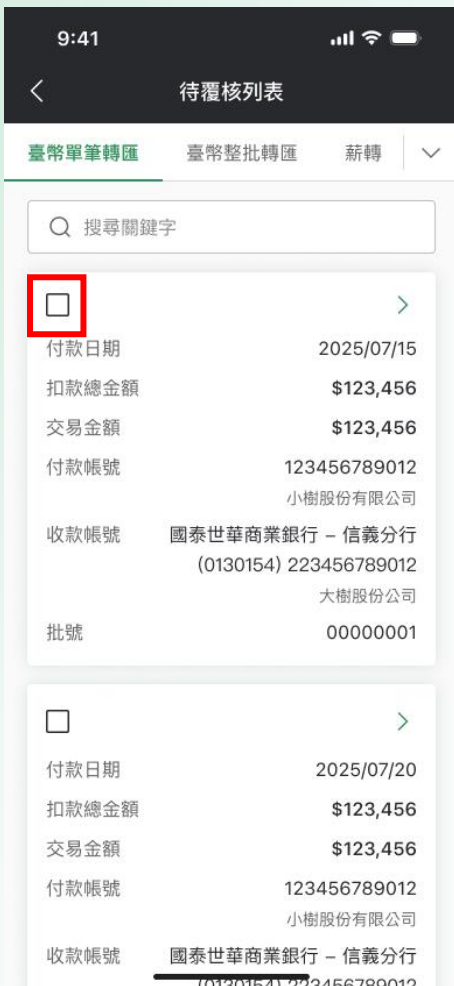 9:41
待覆核列表
臺幣單筆轉匯 臺幣整批轉匯 薪轉
搜尋關鍵字
付款日期 2025/07/15
扣款總金額 $123,456
交易金額 $123,456
付款帳號 123456789012
小樹股份有限公司
收款帳號 國泰世華商業銀行 – 信義分行
(0130154) 223456789012
大樹股份公司
批號 00000001
付款日期 2025/07/20
扣款總金額 $123,456
交易金額 $123,456
付款帳號 123456789012
小樹股份有限公司
收款帳號 國泰世華商業銀行 – 信義分行
(0130154) 223456789012